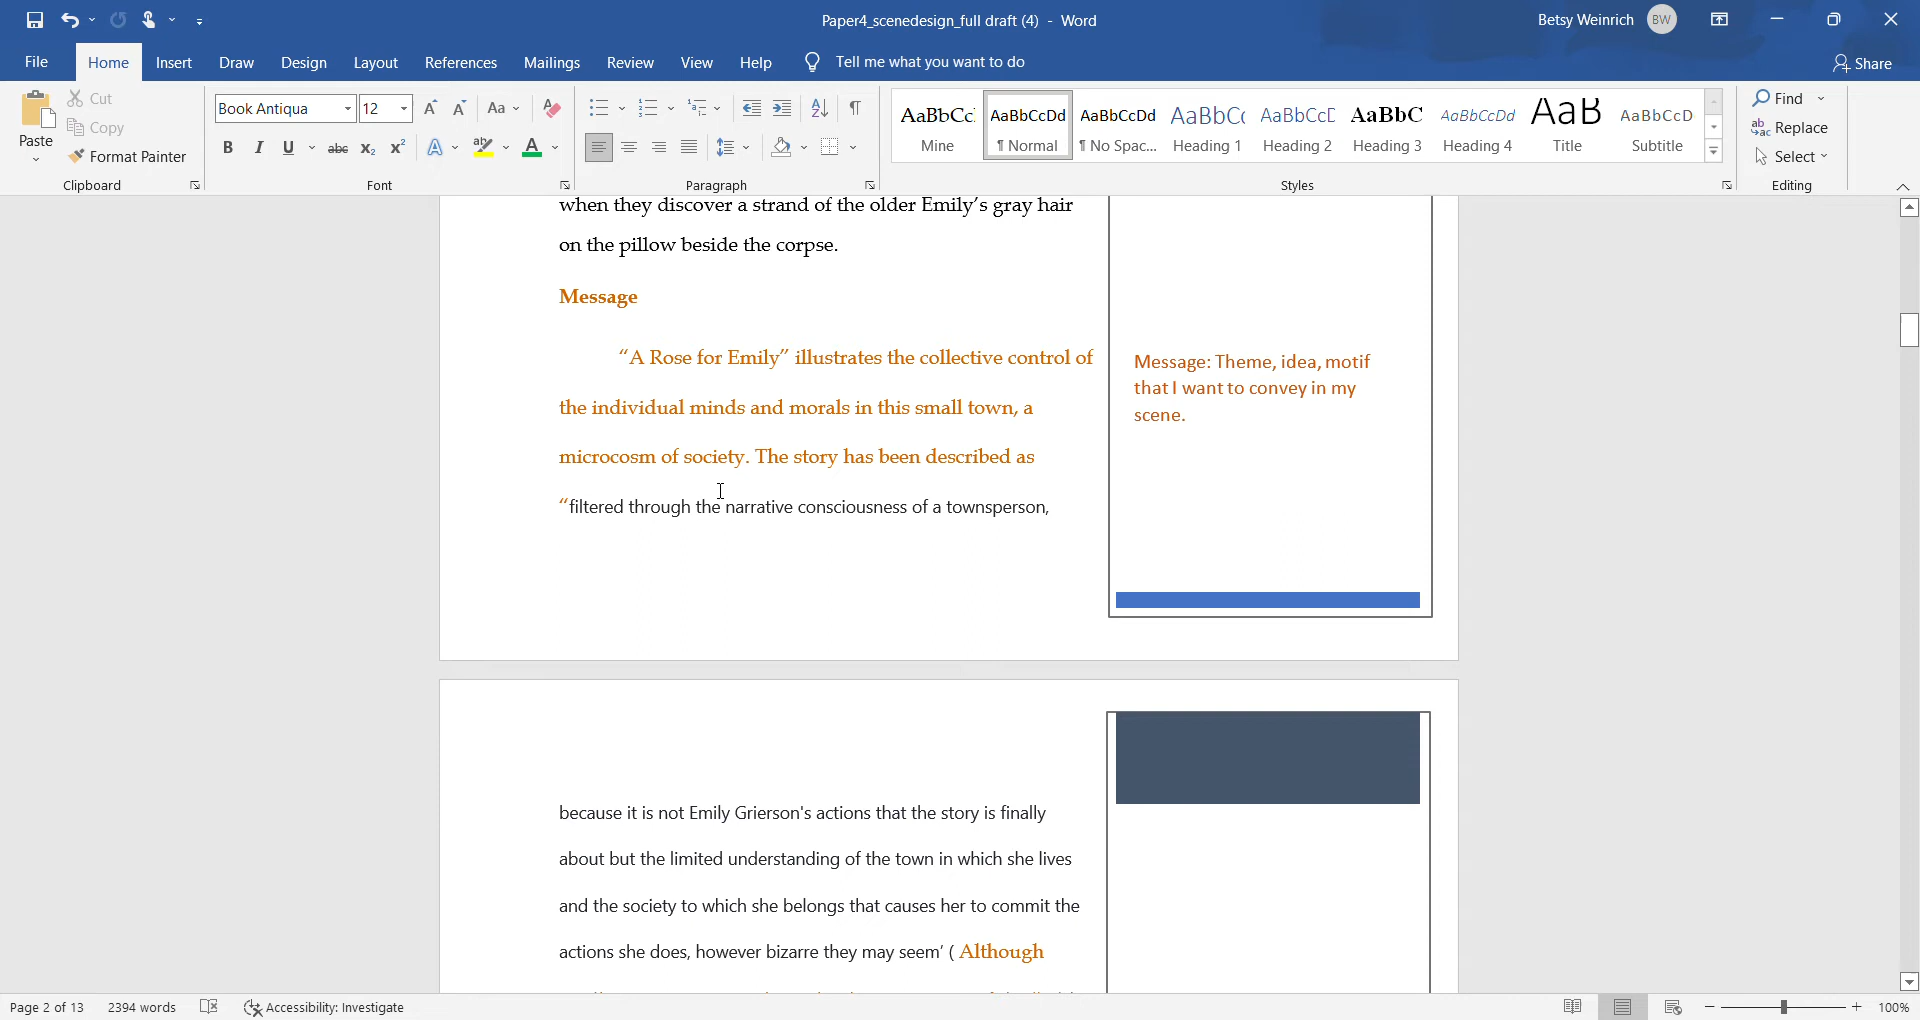 Paper4_scenedesign_full draft (4) - Word
Betsy Weinrich BW
File Home Insert Draw Design Layout References Mailings Review View Help Tell me what you want to do Share
Paste Cut Copy Format Painter Clipboard
Book Antiqua 12 Aa
B I U abc x₂ x² A ab A
Font
Paragraph
AaBbCc AaBbCcDd AaBbCcDd AaBbCc AaBbCcC AaBbC AaBbCcDd AaB AaBbCcD
Mine ¶ Normal ¶ No Spac... Heading 1 Heading 2 Heading 3 Heading 4 Title Subtitle
Styles
Find
Replace
Select
Editing
when they discover a strand of the older Emily’s gray hair
on the pillow beside the corpse.
Message
“A Rose for Emily” illustrates the collective control of
the individual minds and morals in this small town, a
microcosm of society. The story has been described as
“filtered through the narrative consciousness of a townsperson,
Message: Theme, idea, motif
that I want to convey in my
scene.
because it is not Emily Grierson's actions that the story is finally
about but the limited understanding of the town in which she lives
and the society to which she belongs that causes her to commit the
actions she does, however bizarre they may seem’ ( Although
Page 2 of 13 2394 words Accessibility: Investigate 100%